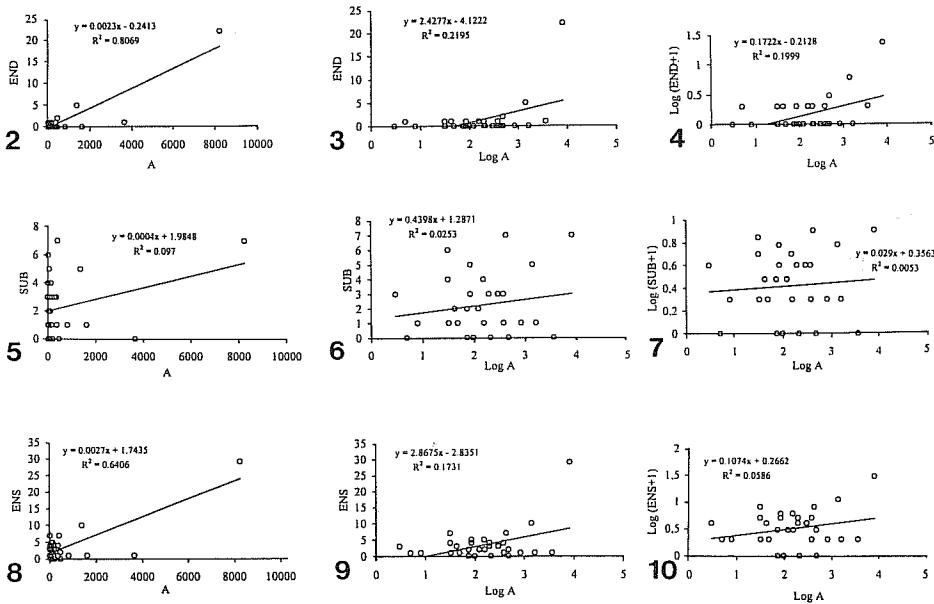 y = 0.0023x - 0.2413
R² = 0.8069
END
25
20
15
10
5
0
0 2000 4000 6000 8000 10000
A
2
y = 2.4277x - 4.1222
R² = 0.2195
END
25
20
15
10
5
0
0 1 2 3 4 5
Log A
3
y = 0.1722x - 0.2128
R² = 0.1999
Log (END+1)
1.5
1
0.5
0
0 1 2 3 4 5
Log A
4
y = 0.0004x + 1.9848
R² = 0.097
SUB
8
7
6
5
4
3
2
1
0
0 2000 4000 6000 8000 10000
A
5
y = 0.4398x + 1.2871
R² = 0.0253
SUB
8
7
6
5
4
3
2
1
0
0 1 2 3 4 5
Log A
6
y = 0.029x + 0.3563
R² = 0.0053
Log (SUB+1)
1
0.8
0.6
0.4
0.2
0
0 1 2 3 4 5
Log A
7
y = 0.0027x + 1.7435
R² = 0.6406
ENS
35
30
25
20
15
10
5
0
0 2000 4000 6000 8000 10000
A
8
y = 2.8675x - 2.8351
R² = 0.1731
ENS
35
30
25
20
15
10
5
0
0 1 2 3 4 5
Log A
9
y = 0.1074x + 0.2662
R² = 0.0586
Log (ENS+1)
2
1.5
1
0.5
0
0 1 2 3 4 5
Log A
10